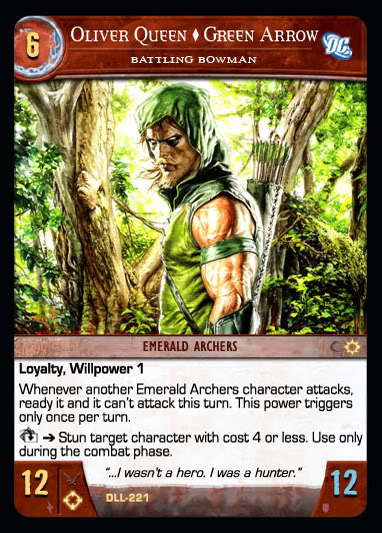 6
OLIVER QUEEN ♦ GREEN ARROW
DC
BATTLING BOWMAN
EMERALD ARCHERS
Loyalty, Willpower 1
Whenever another Emerald Archers character attacks,
ready it and it can't attack this turn. This power triggers
only once per turn.
➔ Stun target character with cost 4 or less. Use only
during the combat phase.
“...I wasn't a hero. I was a hunter.”
12
DLL-221
12